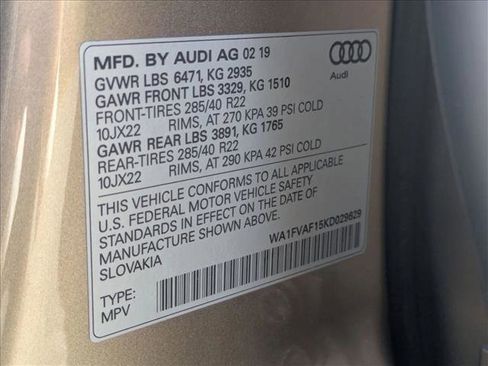 MFD. BY AUDI AG 02 19
GVWR LBS 6471, KG 2935
GAWR FRONT LBS 3329, KG 1510
FRONT-TIRES 285/40 R22
10JX22 RIMS, AT 270 KPA 39 PSI COLD
GAWR REAR LBS 3891, KG 1765
REAR-TIRES 285/40 R22
10JX22 RIMS, AT 290 KPA 42 PSI COLD
Audi
THIS VEHICLE CONFORMS TO ALL APPLICABLE
U.S. FEDERAL MOTOR VEHICLE SAFETY
STANDARDS IN EFFECT ON THE DATE OF
MANUFACTURE SHOWN ABOVE.
SLOVAKIA
WA1FVAF15KD029829
TYPE:
MPV